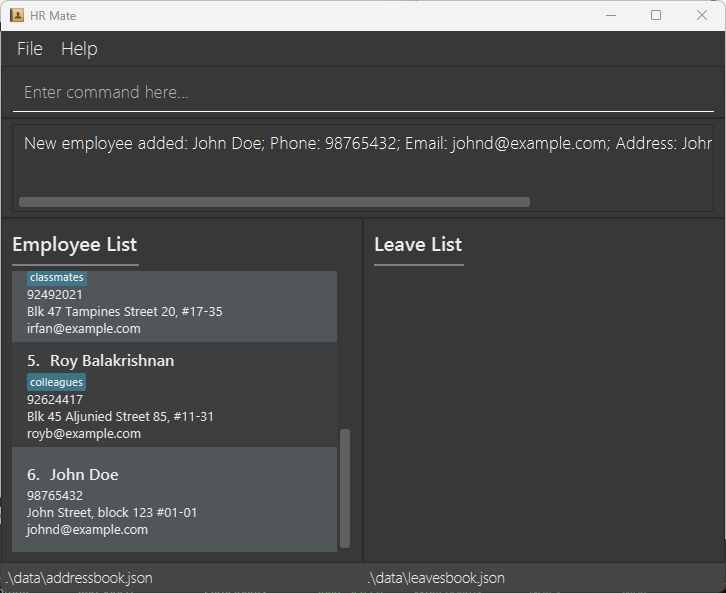 HR Mate
File Help
Enter command here...
New employee added: John Doe; Phone: 98765432; Email: johnd@example.com; Address: John
Employee List
classmates
92492021
Blk 47 Tampines Street 20, #17-35
irfan@example.com
5. Roy Balakrishnan
colleagues
92624417
Blk 45 Aljunied Street 85, #11-31
royb@example.com
6. John Doe
98765432
John Street, block 123 #01-01
johnd@example.com
Leave List
.\data\addressbook.json
.\data\leavesbook.json